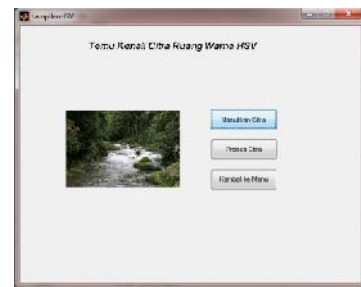 Temu Kenali Citra Ruang Warna HSV
Masukkan Citra
Proses Citra
Kembali ke Menu